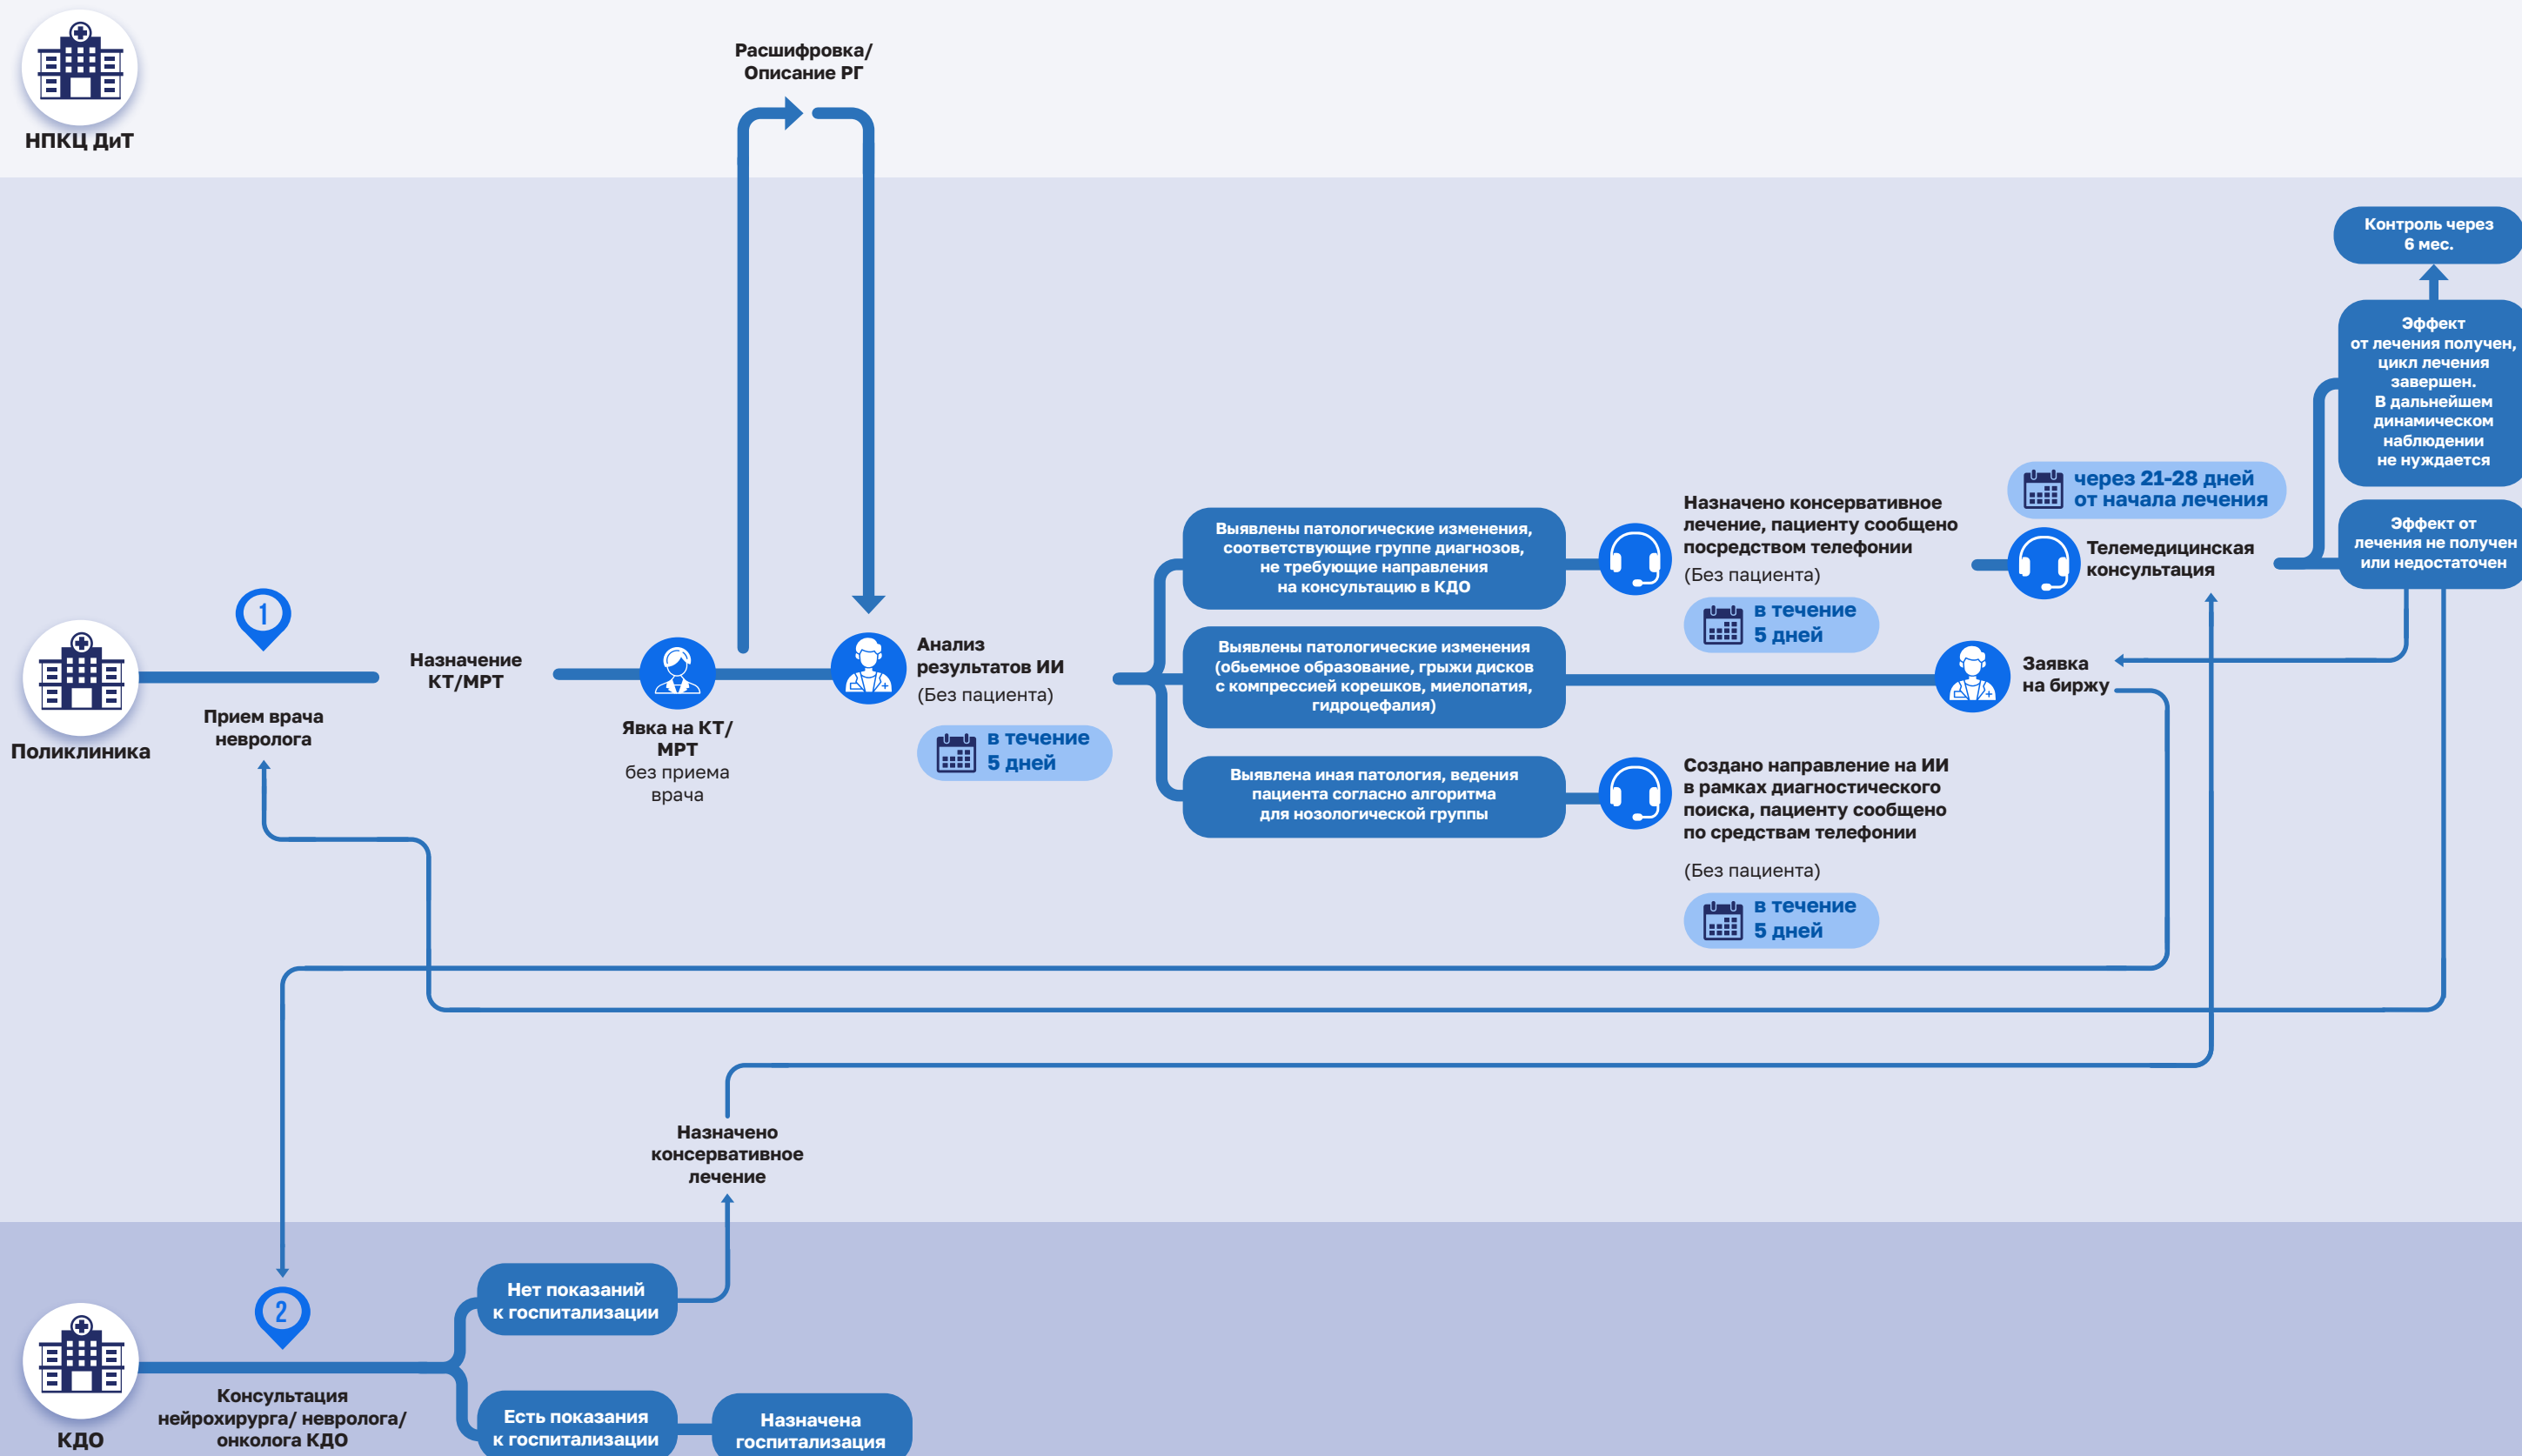 НПКЦ ДиТ
Расшифровка/
Описание РГ
Контроль через
6 мес.
Эффект
от лечения получен,
цикл лечения
завершен.
В дальнейшем
динамическом
наблюдении
не нуждается
Эффект от
лечения не получен
или недостаточен
Поликлиника
1
Прием врача
невролога
Назначение
КТ/МРТ
Явка на КТ/
МРТ
без приема
врача
Анализ
результатов ИИ
(Без пациента)
в течение
5 дней
Выявлены патологические изменения,
соответствующие группе диагнозов,
не требующие направления
на консультацию в КДО
Назначено консервативное
лечение, пациенту сообщено
посредством телефонии
(Без пациента)
в течение
5 дней
через 21-28 дней
от начала лечения
Телемедицинская
консультация
Выявлены патологические изменения
(обьемное образование, грыжи дисков
с компрессией корешков, миелопатия,
гидроцефалия)
Заявка
на биржу
Выявлена иная патология, ведения
пациента согласно алгоритма
для нозологической группы
Создано направление на ИИ
в рамках диагностического
поиска, пациенту сообщено
по средствам телефонии
(Без пациента)
в течение
5 дней
Назначено
консервативное
лечение
КДО
2
Консультация
нейрохирурга/ невролога/
онколога КДО
Нет показаний
к госпитализации
Есть показания
к госпитализации
Назначена
госпитализация